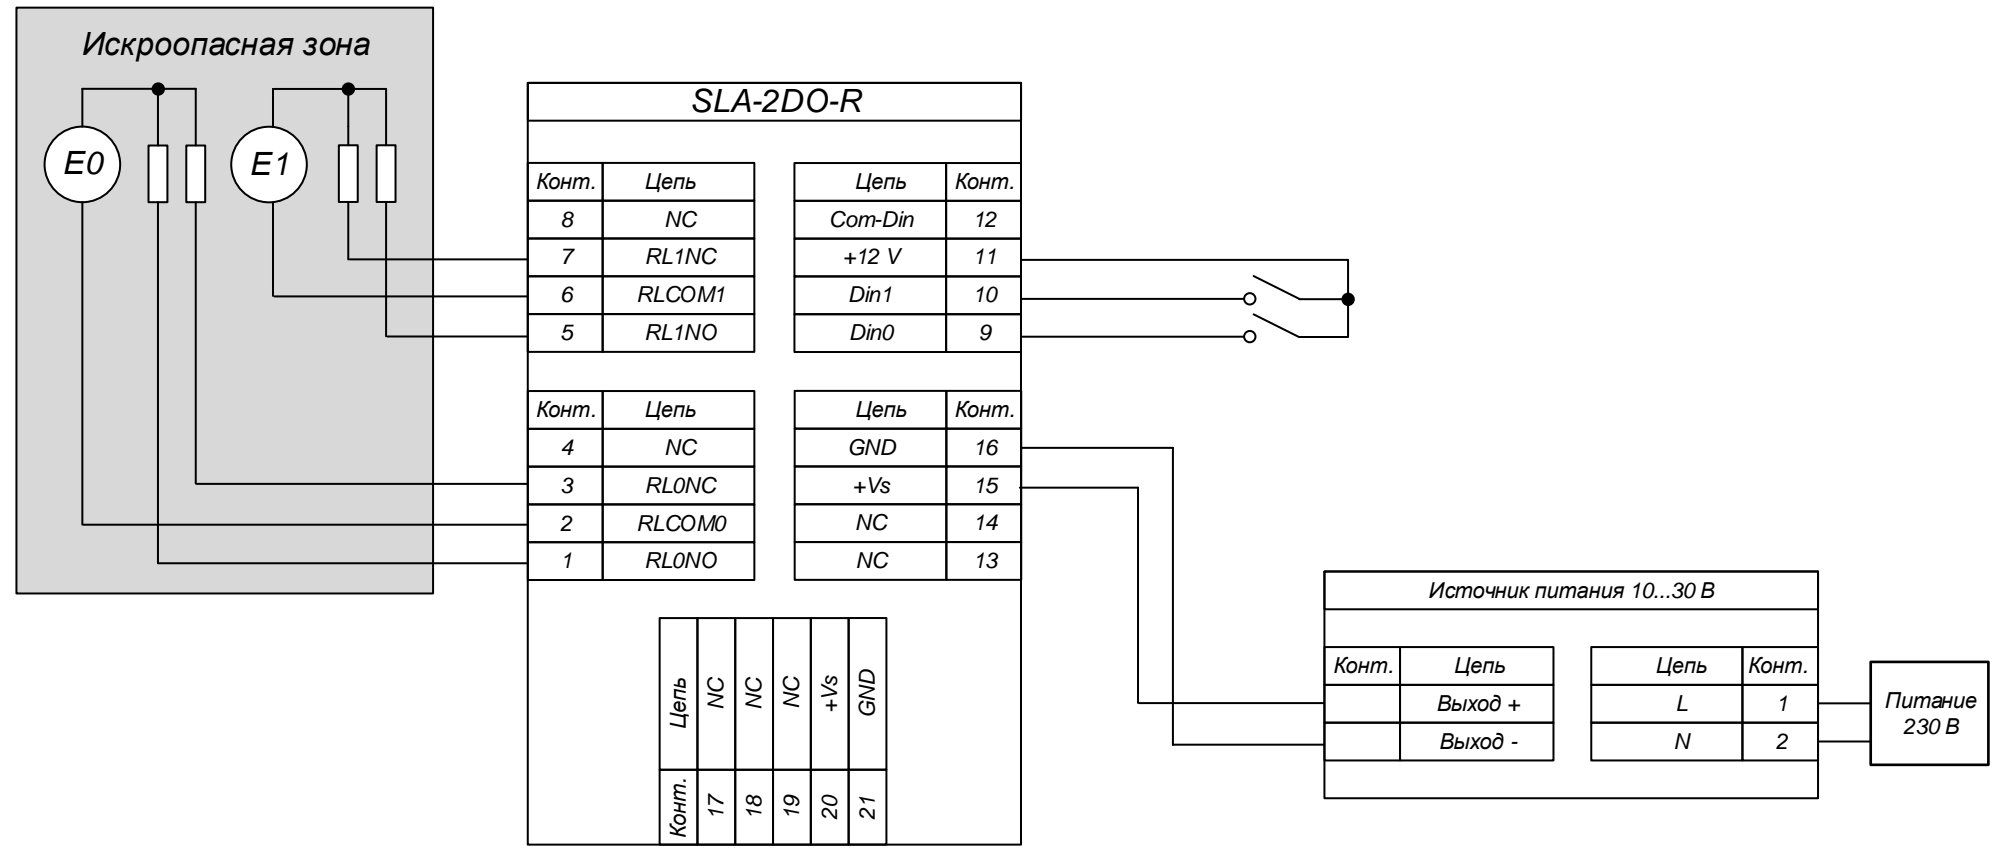 Искроопасная зона
E0
E1
SLA-2DO-R
Конт. Цепь
8 NC
7 RL1NC
6 RLCOM1
5 RL1NO
Цепь Конт.
Com-Din 12
+12 V 11
Din1 10
Din0 9
Конт. Цепь
4 NC
3 RL0NC
2 RLCOM0
1 RL0NO
Цепь Конт.
GND 16
+Vs 15
NC 14
NC 13
Цепь NC NC NC +Vs GND
Конт. 17 18 19 20 21
Источник питания 10...30 В
Конт. Цепь
Выход +
Выход -
Цепь Конт.
L 1
N 2
Питание
230 В